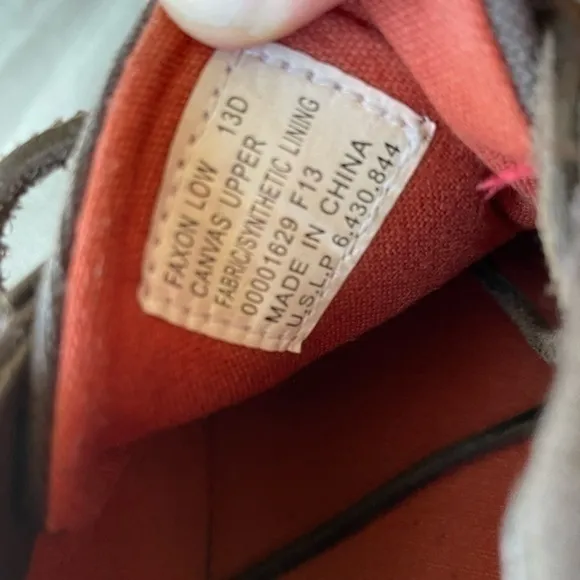 FAXON LOW 13D
CANVAS UPPER
FABRIC/SYNTHETIC LINING
00001629 F13
MADE IN CHINA
U.S.L.P 6.430.844